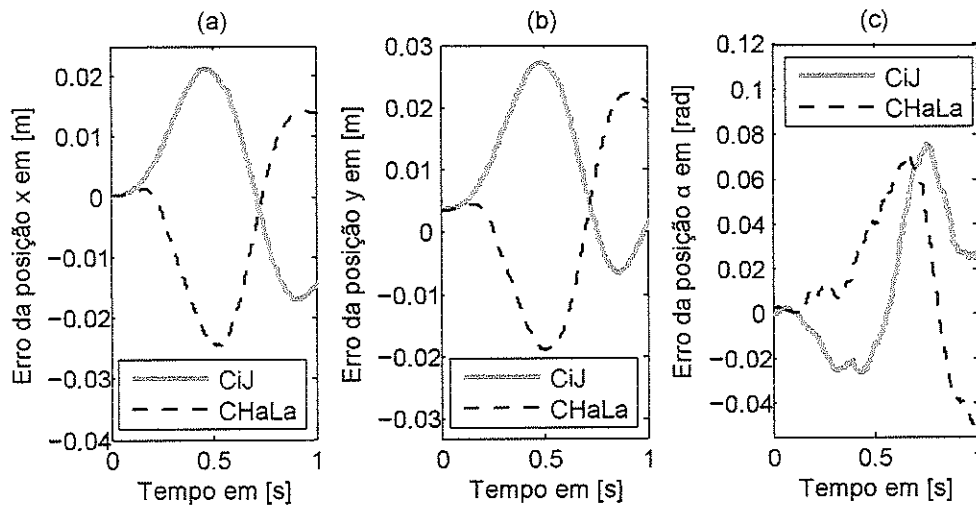 (a)
Erro da posição x em [m]
0.02
0.01
0
−0.01
−0.02
−0.03
−0.04
CiJ
CHaLa
0
0.5
1
Tempo em [s]
(b)
Erro da posição y em [m]
0.03
0.02
0.01
0
−0.01
−0.02
−0.03
CiJ
CHaLa
0
0.5
1
Tempo em [s]
(c)
Erro da posição α em [rad]
0.12
0.1
0.08
0.06
0.04
0.02
0
−0.02
−0.04
CiJ
CHaLa
0
0.5
1
Tempo em [s]